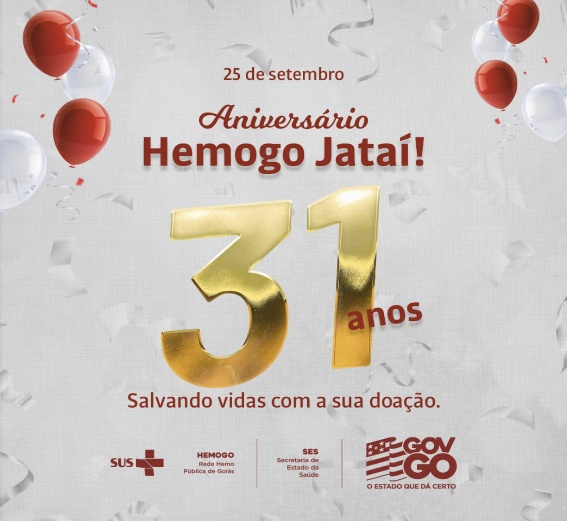 25 de setembro
Aniversário
Hemogo Jataí!
31
anos
Salvando vidas com a sua doação.
SUS
HEMOGO
Rede Hemo
Pública de Goiás
SES
Secretaria de
Estado da
Saúde
GOV
GO
O ESTADO QUE DÁ CERTO